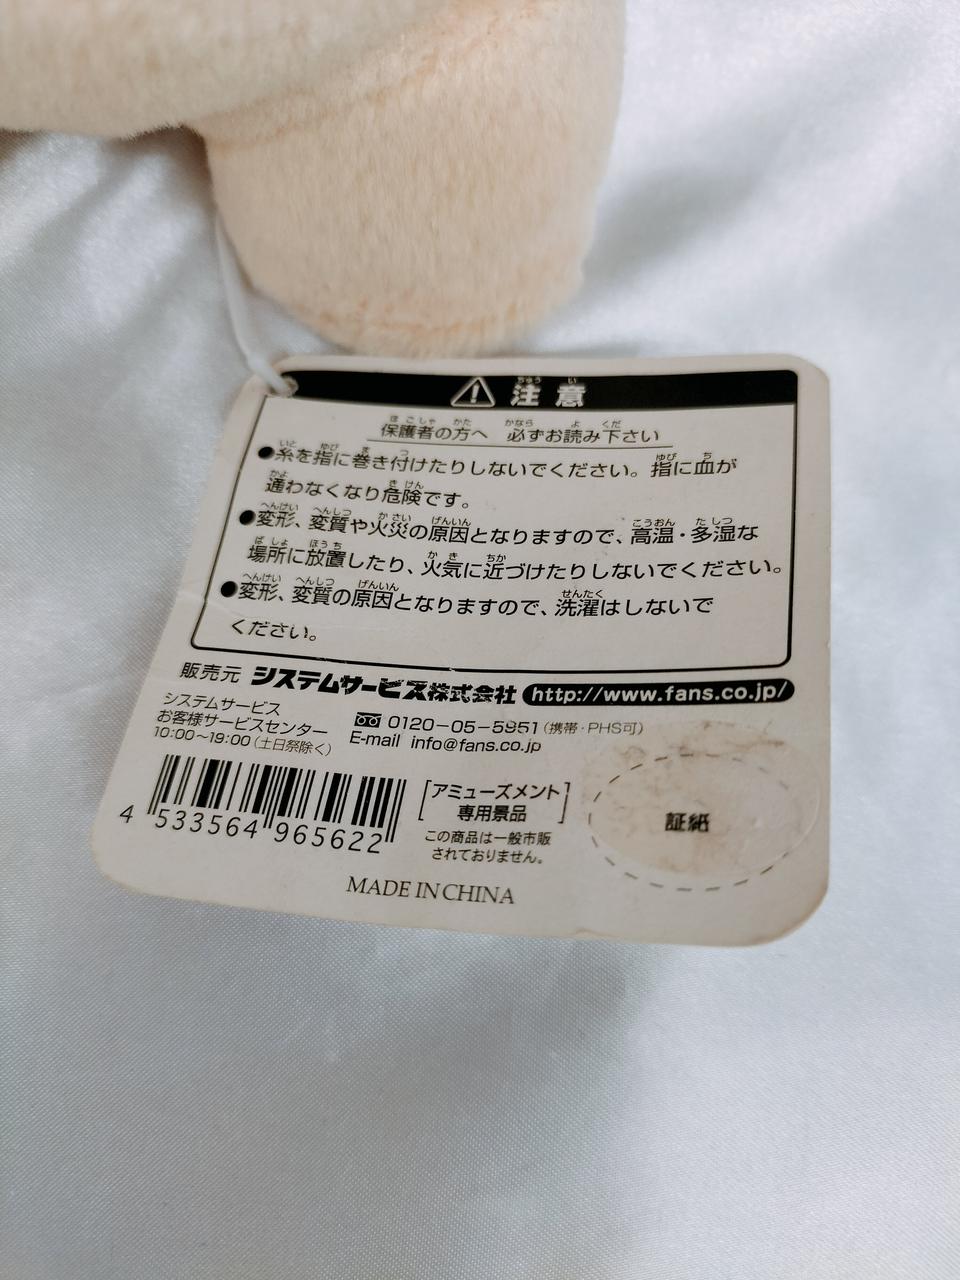 注意
保護者の方へ 必ずお読み下さい
●糸を指に巻き付けたりしないでください。指に血が
通わなくなり危険です。
●変形、変質や火災の原因となりますので、高温・多湿な
場所に放置したり、火気に近づけたりしないでください。
●変形、変質の原因となりますので、洗濯はしないで
ください。
販売元 システムサービス株式会社 http://www.fans.co.jp/
システムサービス
お客様サービスセンター
10:00～19:00(土日祭除く)
0120-05-5951(携帯・PHS可)
E-mail info@fans.co.jp
4 533564 965622
[アミューズメント
専用景品]
この商品は一般市販
されておりません。
証紙
MADE IN CHINA